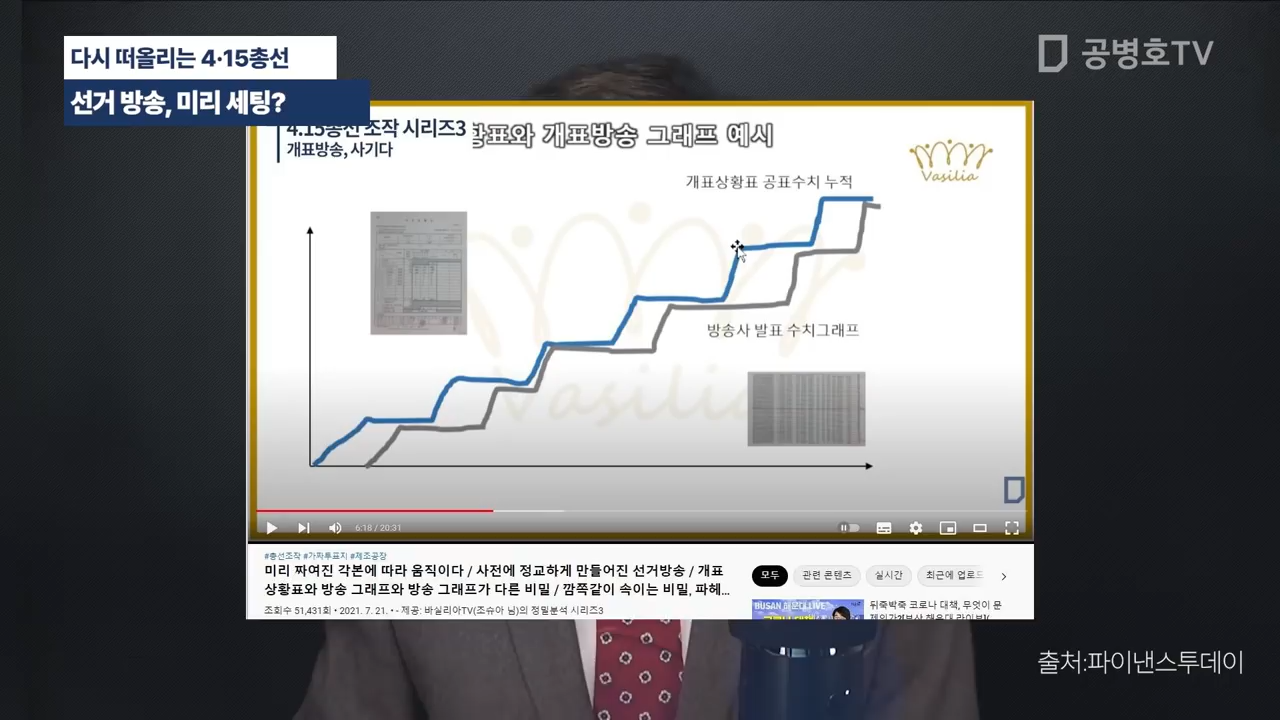 다시 떠올리는 4·15총선
선거 방송, 미리 세팅?
공병호TV
4.15총선 조작 시리즈3
개표방송, 사기다
황표와 개표방송 그래프 예시
Vasilia
개표상황표 공표수치 누적
방송사 발표 수치그래프
Vasilia
6:18 / 20:31
#총선조작 #가짜투표지 #제조공장
미리 짜여진 각본에 따라 움직이다 / 사전에 정교하게 만들어진 선거방송 / 개표
상황표와 방송 그래프와 방송 그래프가 다른 비밀 / 깜쪽같이 속이는 비밀, 파헤...
조회수 51,431회 • 2021. 7. 21. • - 제공: 바실리아TV(조슈아 님)의 정밀분석 시리즈3
모두
관련 콘텐츠
실시간
최근에 업로드
BUSAN 해운대 LIVE
뒤죽박죽 코로나 대책, 무엇이 문
출처:파이낸스투데이